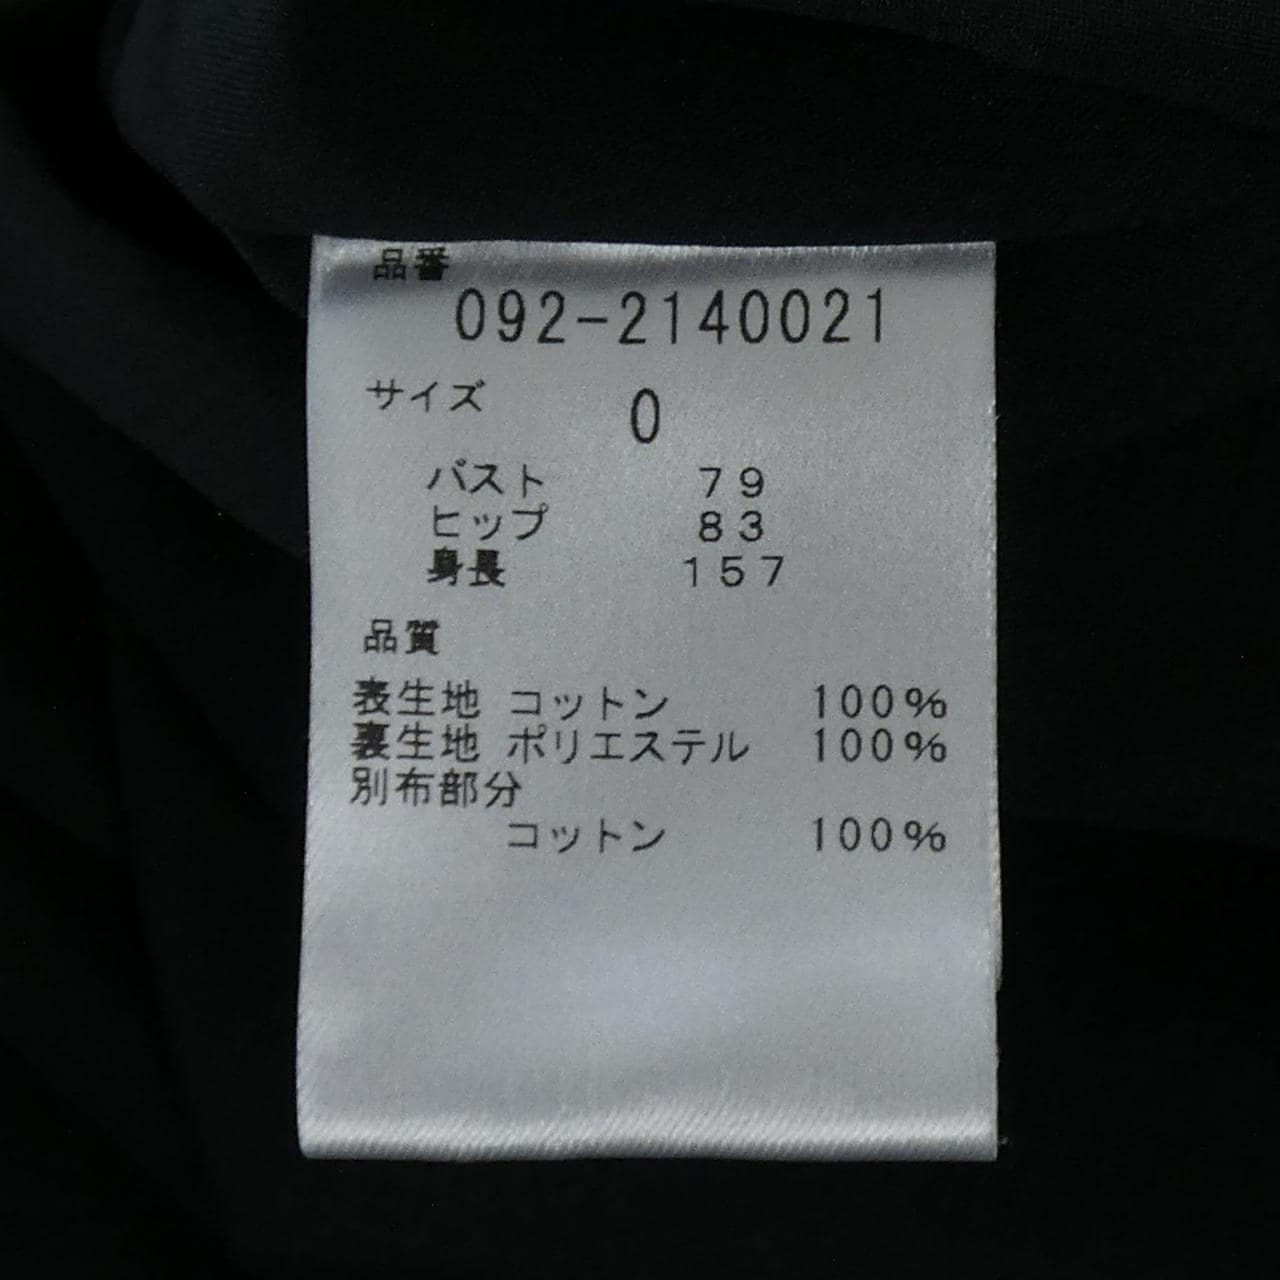 品番
092-2140021
サイズ 0
バスト 79
ヒップ 83
身長 157
品質
表生地 コットン 100%
裏生地 ポリエステル 100%
別布部分
コットン 100%